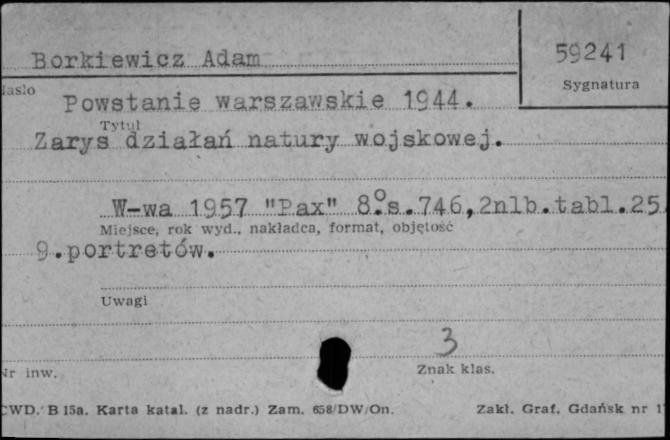 Borkiewicz Adam
59241
Sygnatura
Hasło
Powstanie warszawskie 1944.
Tytuł
Zarys działań natury wojskowej.
W-wa 1957 "Pax" 8.°s.746,2nlb.tabl.25.
Miejsce, rok wyd., nakładca, format, objętość
9.portretów.
Uwagi
3
Nr inw.
Znak klas.
CWD. B 15a. Karta katal. (z nadr.) Zam. 658/DW/On.
Zakł. Graf. Gdańsk nr 1